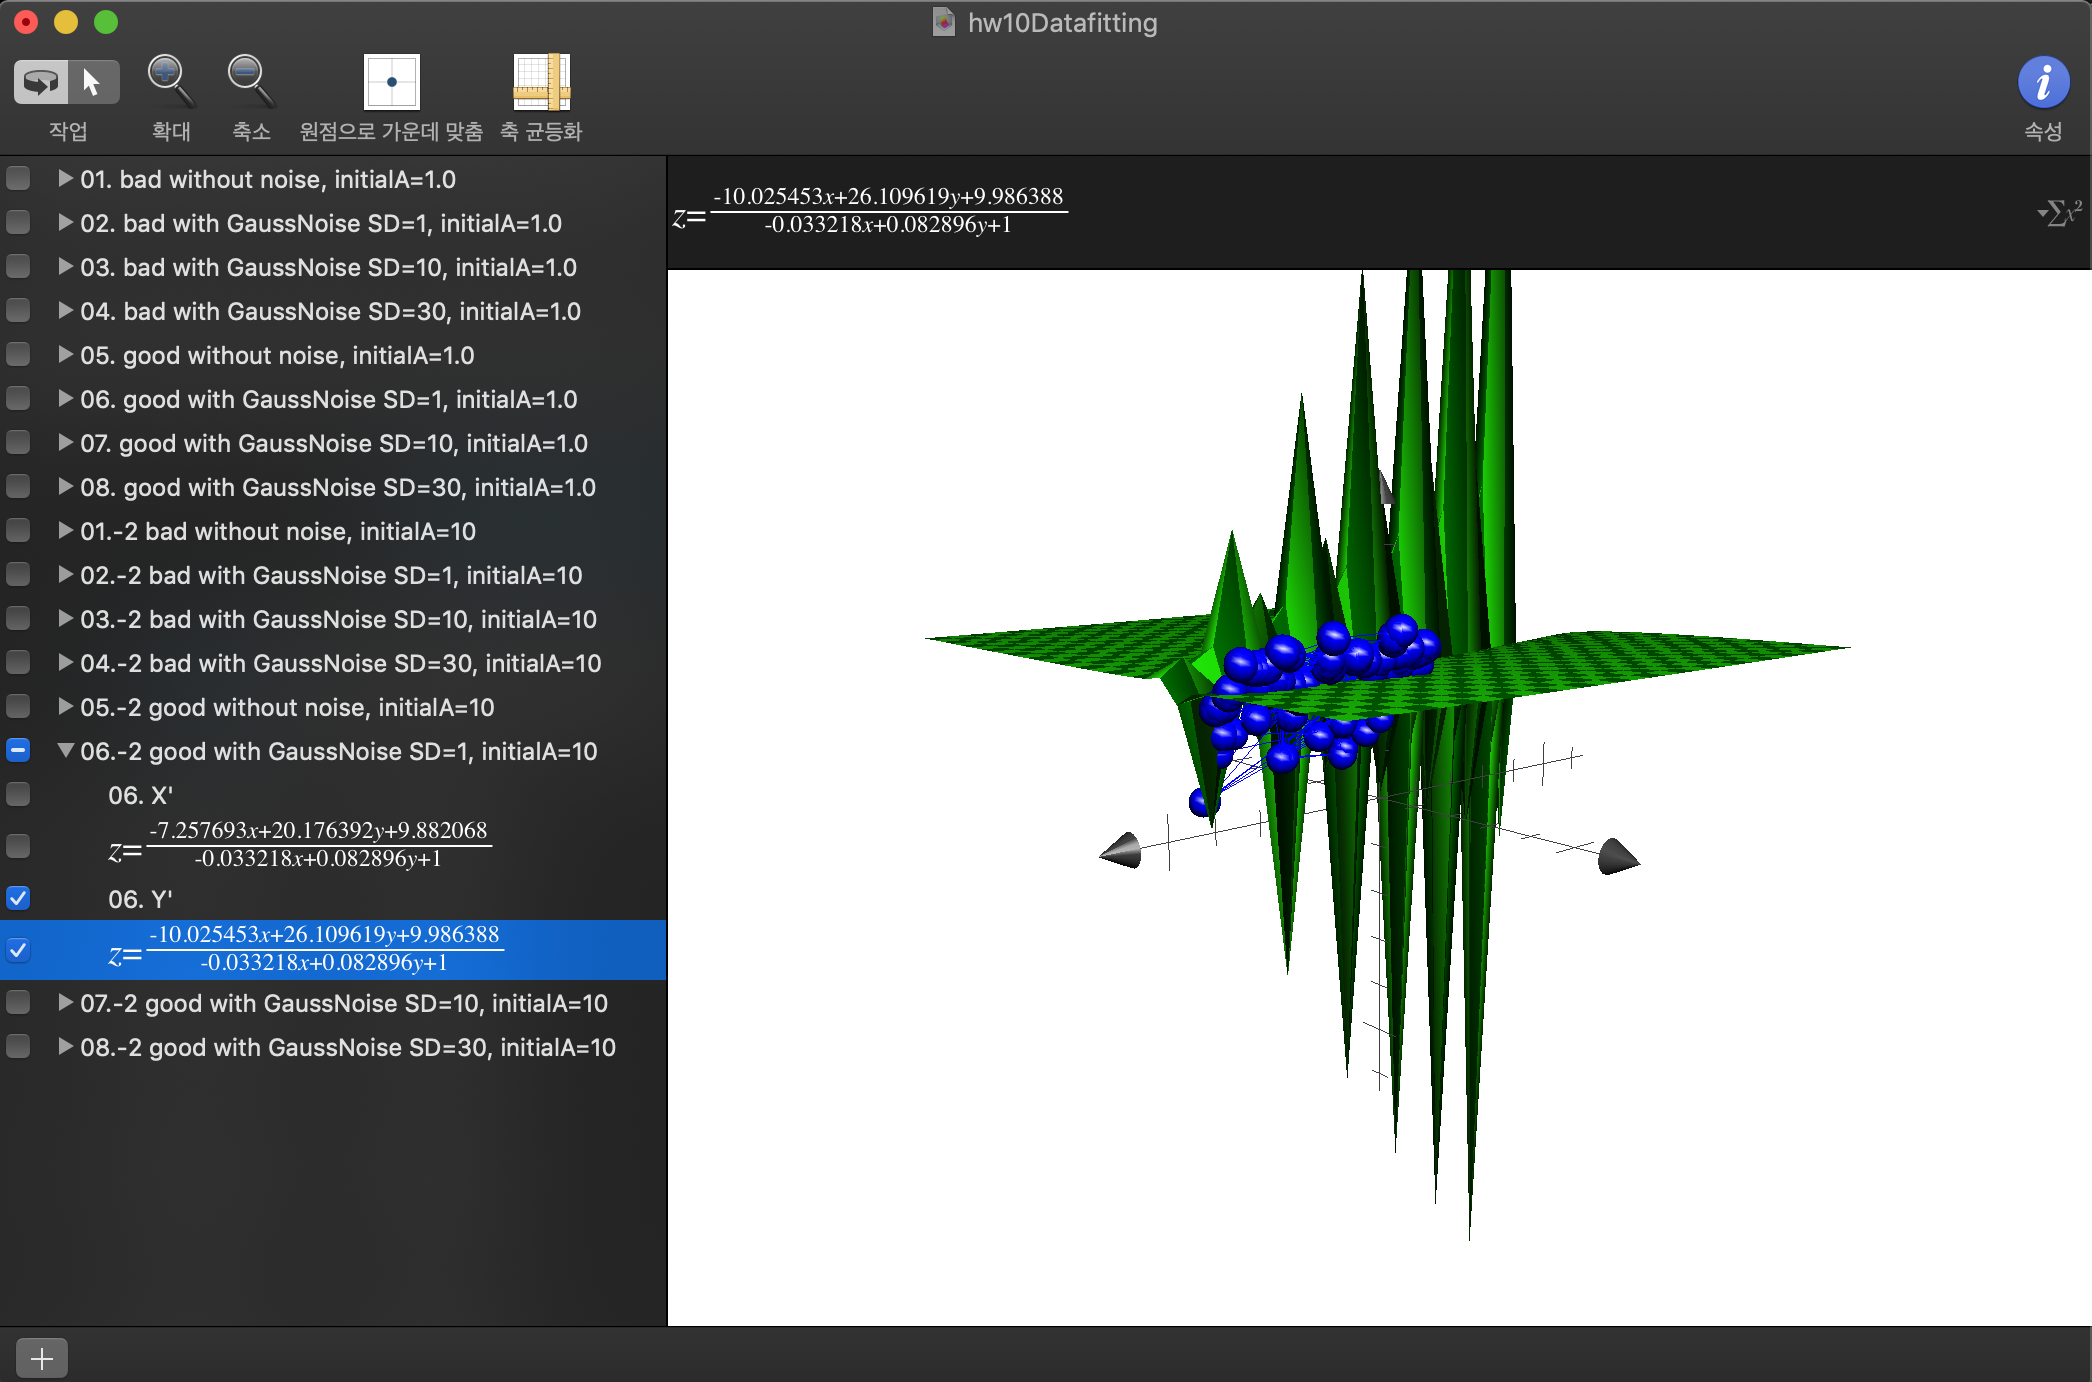 hw10Datafitting
작업 확대 축소 원점으로 가운데 맞춤 축 균등화 속성
01. bad without noise, initialA=1.0
02. bad with GaussNoise SD=1, initialA=1.0
03. bad with GaussNoise SD=10, initialA=1.0
04. bad with GaussNoise SD=30, initialA=1.0
05. good without noise, initialA=1.0
06. good with GaussNoise SD=1, initialA=1.0
07. good with GaussNoise SD=10, initialA=1.0
08. good with GaussNoise SD=30, initialA=1.0
01.-2 bad without noise, initialA=10
02.-2 bad with GaussNoise SD=1, initialA=10
03.-2 bad with GaussNoise SD=10, initialA=10
04.-2 bad with GaussNoise SD=30, initialA=10
05.-2 good without noise, initialA=10
06.-2 good with GaussNoise SD=1, initialA=10
06. X'
-7.257693x+20.176392y+9.882068
z=
-0.033218x+0.082896y+1
06. Y'
-10.025453x+26.109619y+9.986388
z=
-0.033218x+0.082896y+1
07.-2 good with GaussNoise SD=10, initialA=10
08.-2 good with GaussNoise SD=30, initialA=10
-10.025453x+26.109619y+9.986388
z=
-0.033218x+0.082896y+1
Σx²